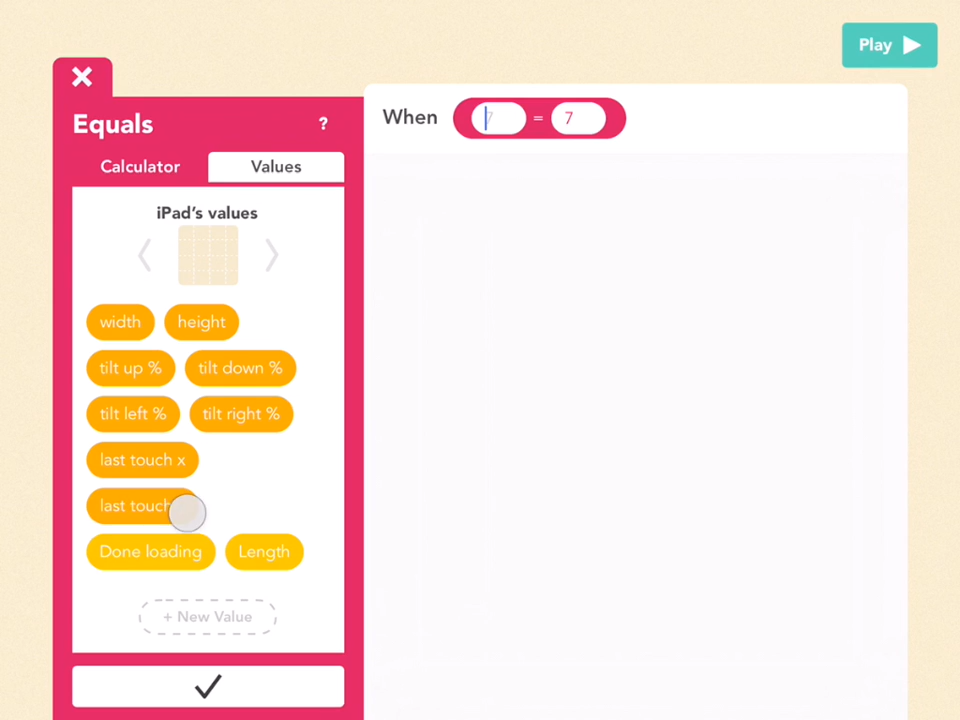 Play
Equals
?
When 7 = 7
Calculator Values
iPad's values
width height
tilt up % tilt down %
tilt left % tilt right %
last touch x
last touch
Done loading Length
+ New Value